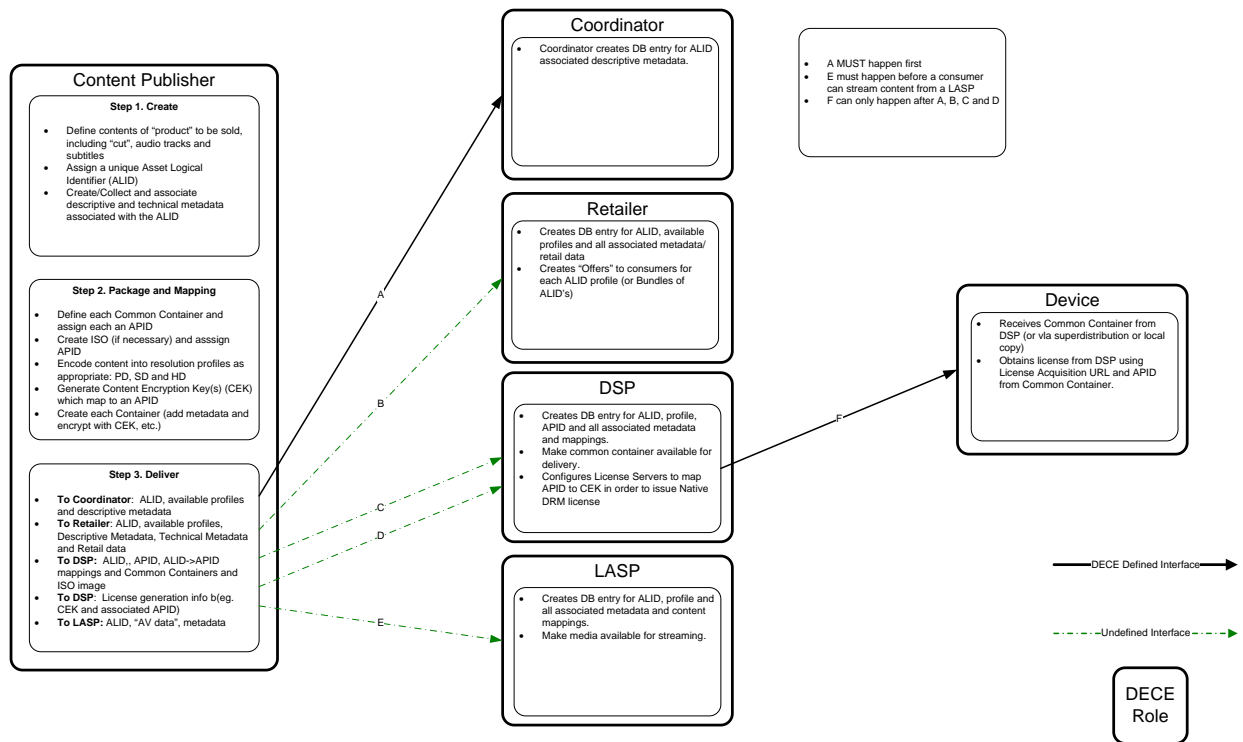 Content Publisher
Step 1. Create
• Define contents of “product” to be sold,
including “cut”, audio tracks and
subtitles
• Assign a unique Asset Logical
Identifier (ALID)
• Create/Collect and associate
descriptive and technical metadata
associated with the ALID
Step 2. Package and Mapping
• Define each Common Container and
assign each an APID
• Create ISO (if necessary) and asssign
APID
• Encode content into resolution profiles as
appropriate: PD, SD and HD
• Generate Content Encryption Key(s) (CEK)
which map to an APID
• Create each Container (add metadata and
encrypt with CEK, etc.)
Step 3. Deliver
• To Coordinator: ALID, available profiles
and descriptive metadata
• To Retailer: ALID, available profiles,
Descriptive Metadata, Technical Metadata
and Retail data
• To DSP: ALID,, APID, ALID->APID
mappings and Common Containers and
ISO image
• To DSP: License generation info b(eg.
CEK and associated APID)
• To LASP: ALID, “AV data”, metadata
A
B
C
D
E
Coordinator
• Coordinator creates DB entry for ALID
associated descriptive metadata.
Retailer
• Creates DB entry for ALID, available
profiles and all associated metadata/
retail data
• Creates “Offers” to consumers for
each ALID profile (or Bundles of
ALID’s)
DSP
• Creates DB entry for ALID, profile,
APID and all associated metadata
and mappings.
• Make common container available for
delivery.
• Configures License Servers to map
APID to CEK in order to issue Native
DRM license
LASP
• Creates DB entry for ALID, profile and
all associated metadata and content
mappings.
• Make media available for streaming.
F
• A MUST happen first
• E must happen before a consumer
can stream content from a LASP
• F can only happen after A, B, C and D
Device
• Receives Common Container from
DSP (or via superdistribution or local
copy)
• Obtains license from DSP using
License Acquisition URL and APID
from Common Container.
DECE Defined Interface
Undefined Interface
DECE
Role